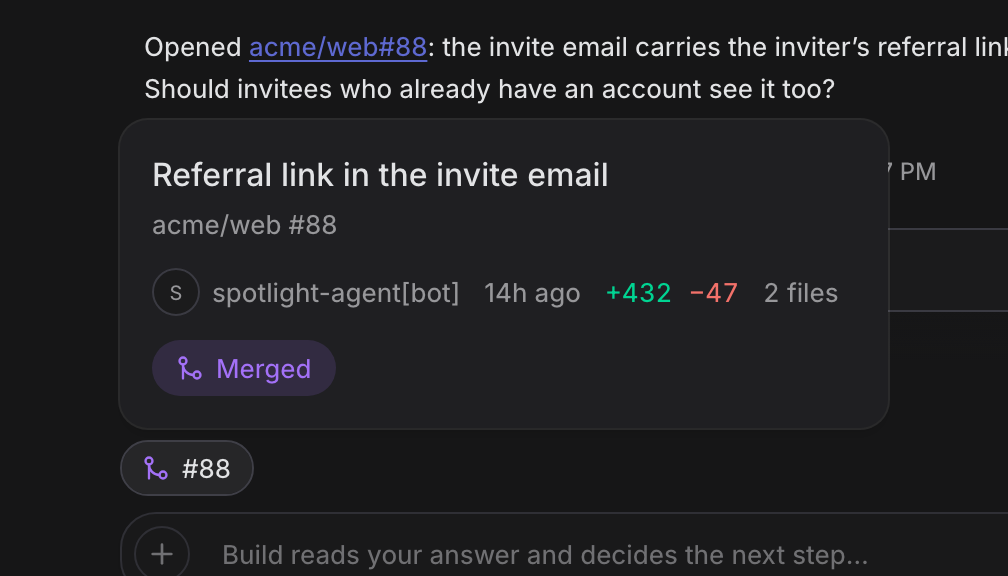 Opened acme/web#88: the invite email carries the inviter’s referral link
Should invitees who already have an account see it too?
Referral link in the invite email
PM
acme/web #88
S spotlight-agent[bot] 14h ago +432 −47 2 files
Merged
#88
Build reads your answer and decides the next step...